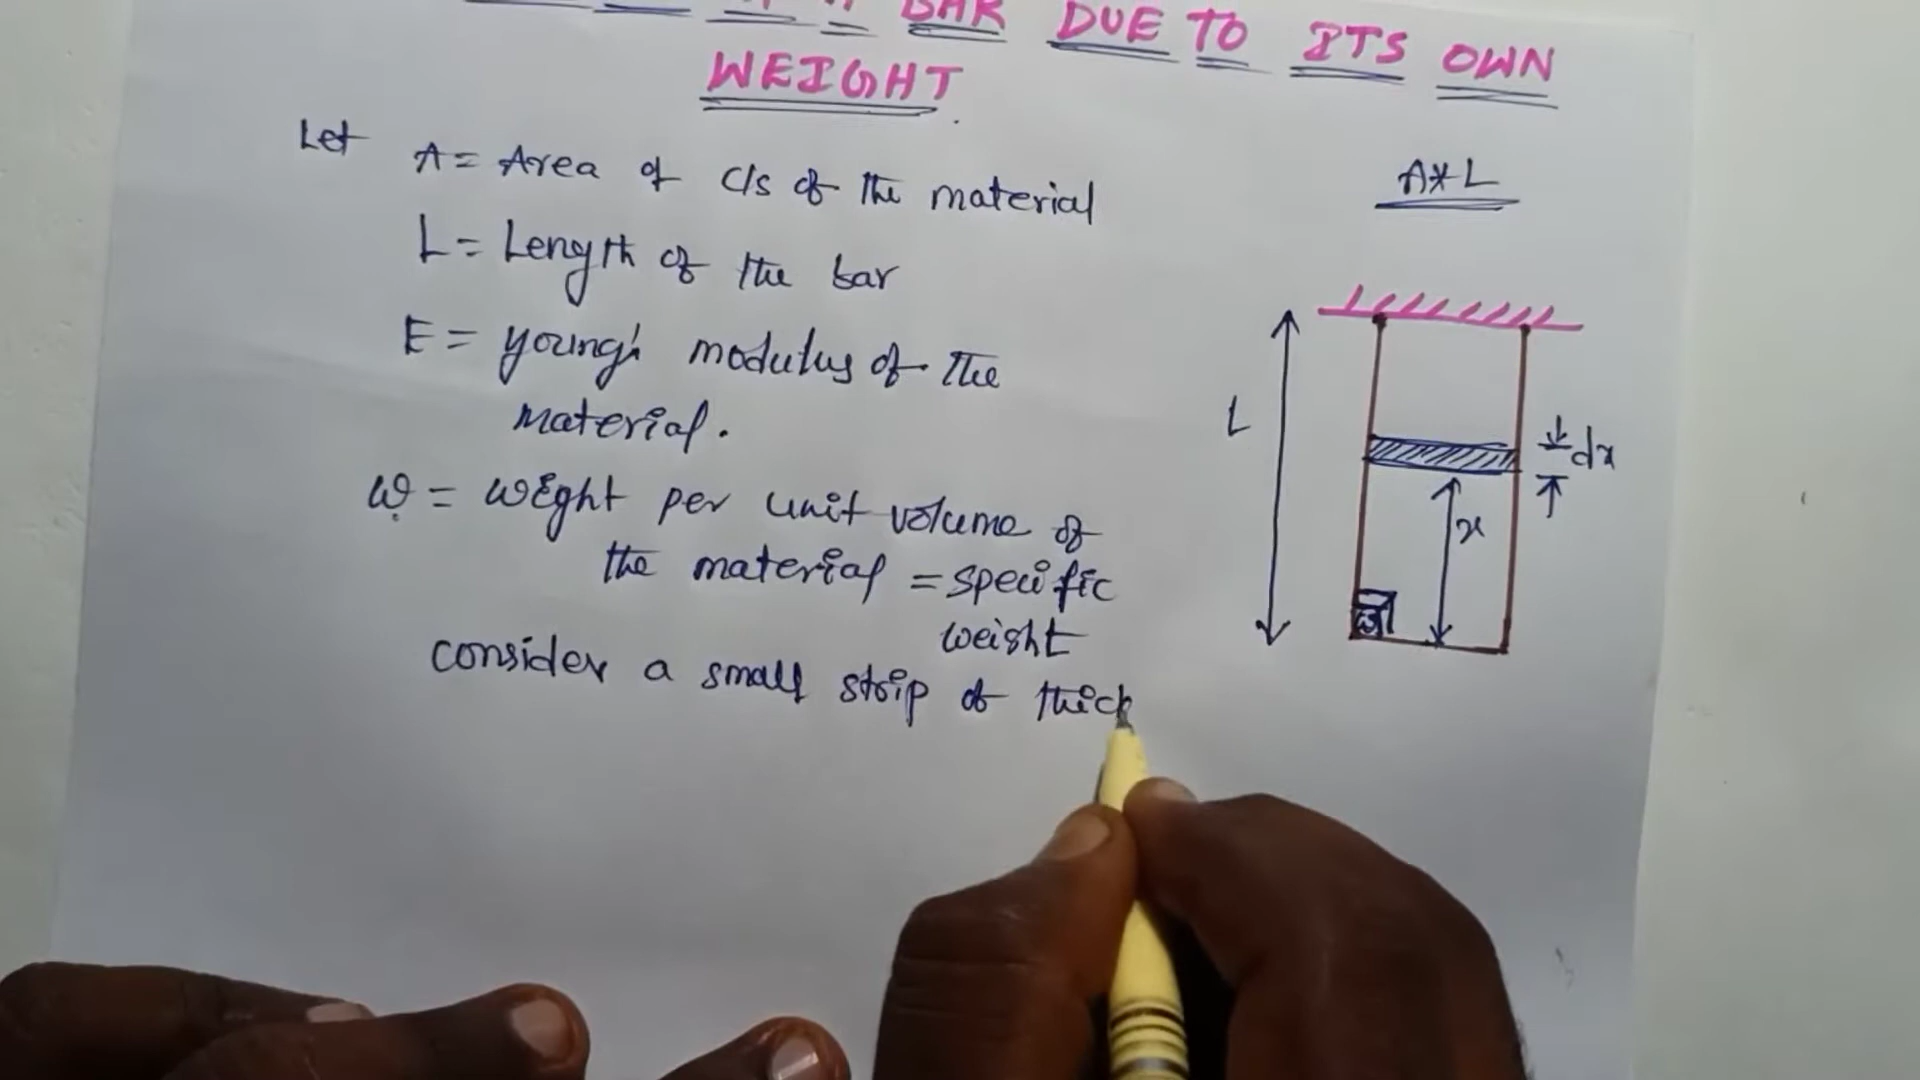 BAR DUE TO ITS OWN
WEIGHT.
Let A = Area of c/s of the material
A*L
L = Length of the bar
E = young's modulus of the
material.
L
dx
w = weight per unit volume of
x
the material = specific
weight
w
consider a small strip of thick